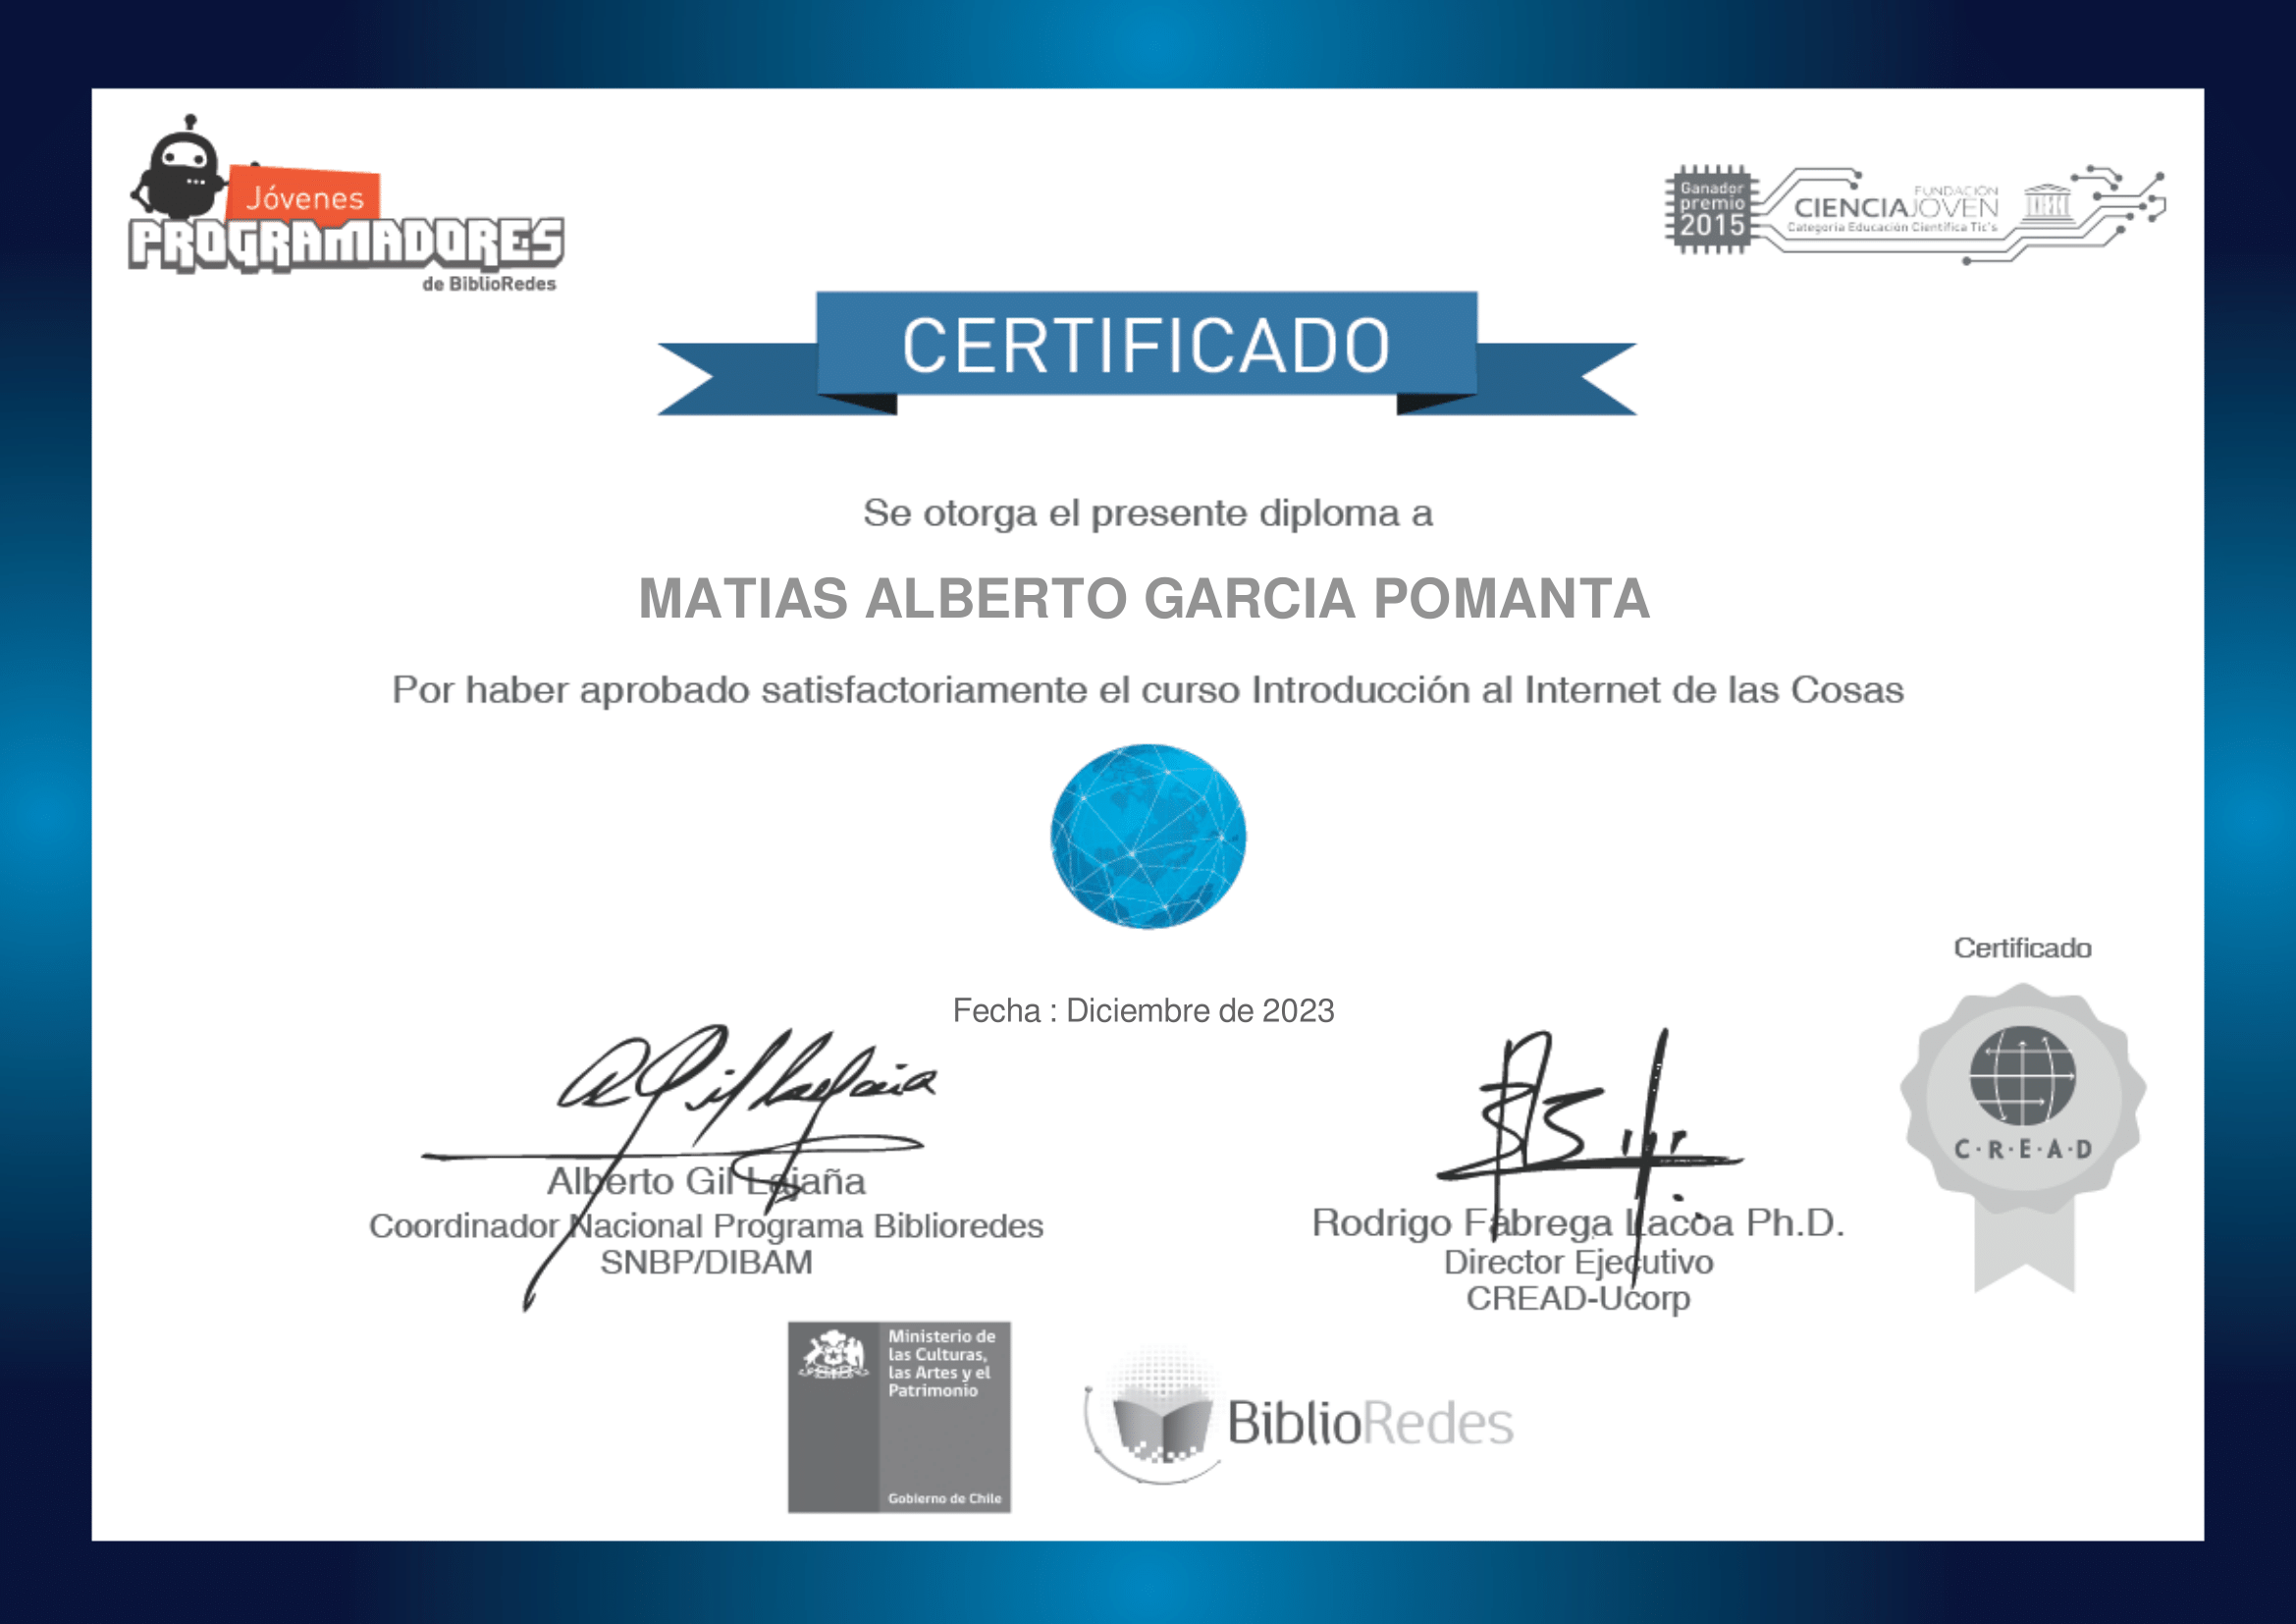 Jóvenes
PROGRAMADORES
de BiblioRedes
Ganador
premio
2015
FUNDACIÓN
CIENCIAJOVEN
Categoría Educación Científica Tic's
CERTIFICADO
Se otorga el presente diploma a
MATIAS ALBERTO GARCIA POMANTA
Por haber aprobado satisfactoriamente el curso Introducción al Internet de las Cosas
Fecha : Diciembre de 2023
Alberto Gil Lajaña
Coordinador Nacional Programa Biblioredes
SNBP/DIBAM
Rodrigo Fábrega Lacoa Ph.D.
Director Ejecutivo
CREAD-Ucorp
Certificado
C·R·E·A·D
Ministerio de
las Culturas,
las Artes y el
Patrimonio
Gobierno de Chile
BiblioRedes